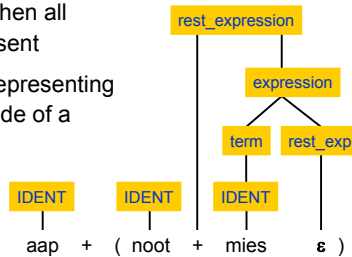 hen all
sent
epresenting
de of a
rest_expression
expression
term rest_exp
IDENT IDENT IDENT
aap + ( noot + mies ε )